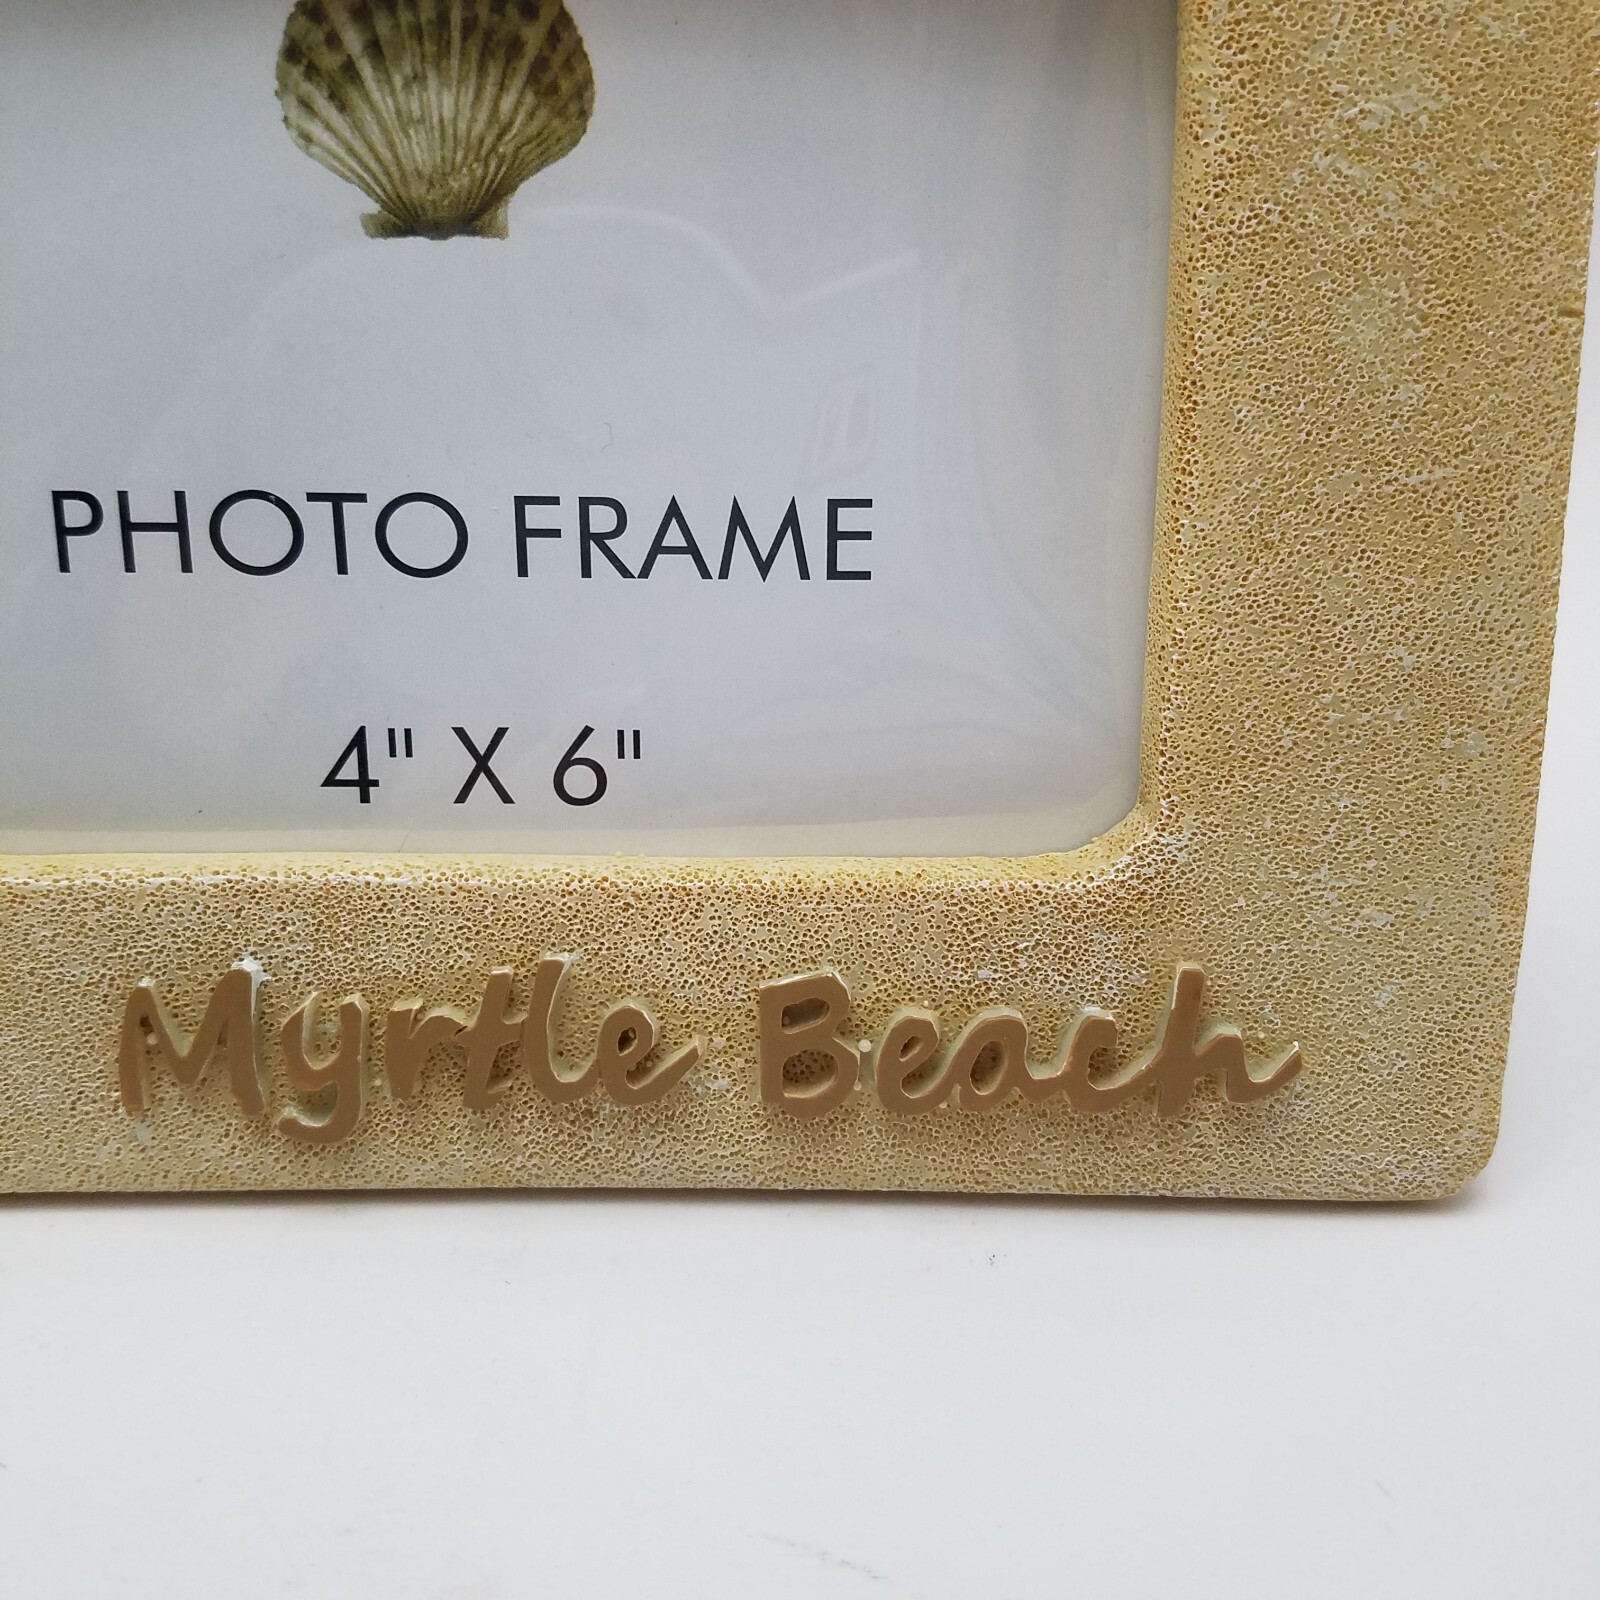 PHOTO FRAME
4" X 6"
Myrtle Beach